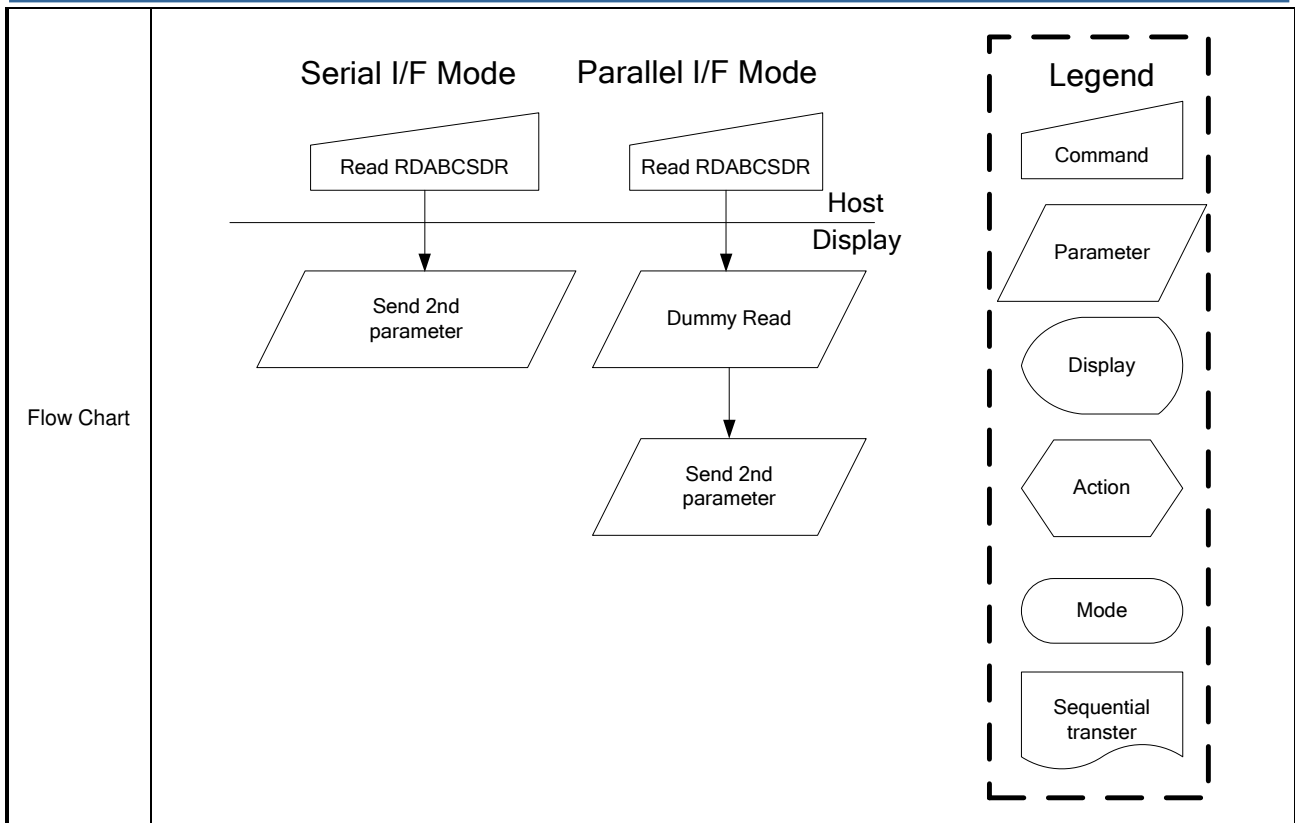 Flow Chart
Serial I/F Mode
Parallel I/F Mode
Read RDABCSDR
Read RDABCSDR
Host
Display
Send 2nd
parameter
Dummy Read
Send 2nd
parameter
Legend
Command
Parameter
Display
Action
Mode
Sequential
transter